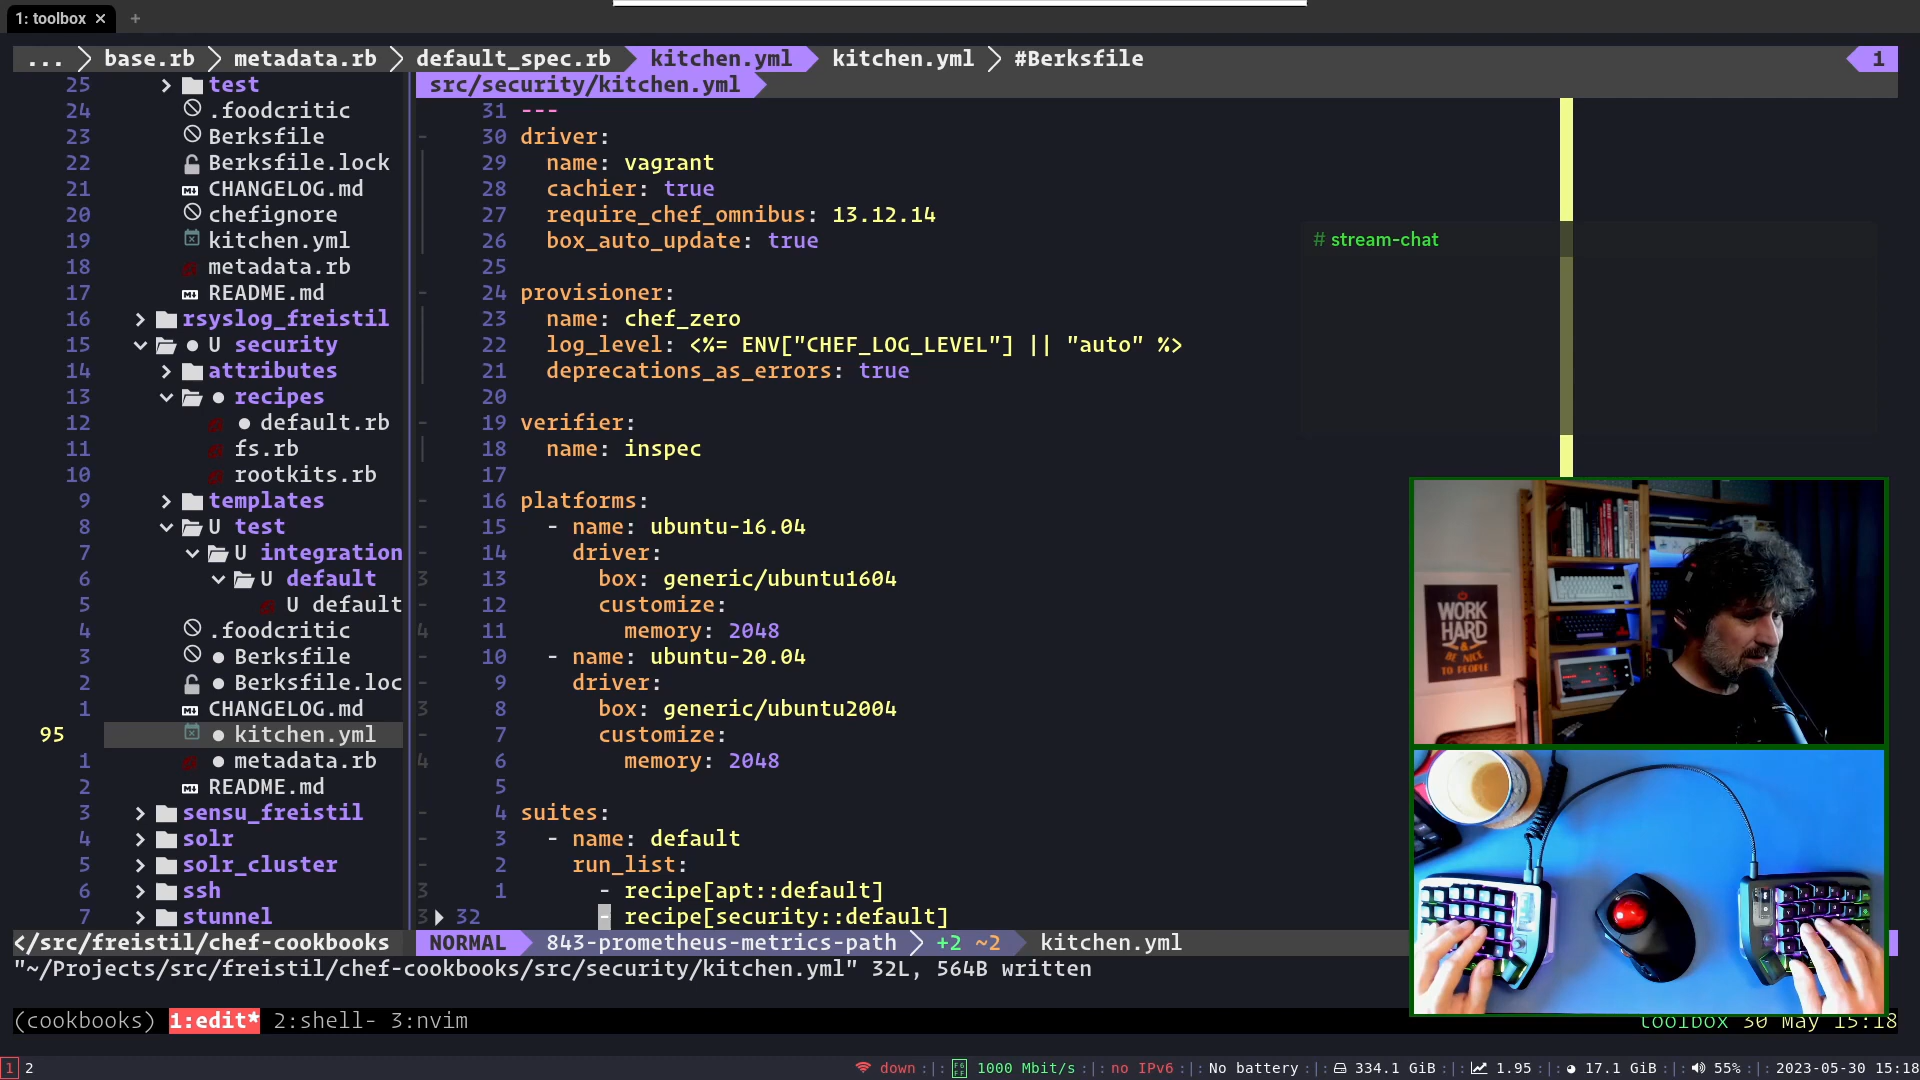 1: toolbox × +
... base.rb metadata.rb default_spec.rb kitchen.yml kitchen.yml #Berksfile 1
25 test
24 .foodcritic
23 Berksfile
22 Berksfile.lock
21 CHANGELOG.md
20 chefignore
19 kitchen.yml
18 metadata.rb
17 README.md
16 rsyslog_freistil
15 U security
14 attributes
13 recipes
12 default.rb
11 fs.rb
10 rootkits.rb
9 templates
8 U test
7 U integration
6 U default
5 U default
4 .foodcritic
3 Berksfile
2 Berksfile.loc
1 CHANGELOG.md
95 kitchen.yml
1 metadata.rb
2 README.md
3 sensu_freistil
4 solr
5 solr_cluster
6 ssh
7 stunnel
</src/freistil/chef-cookbooks
src/security/kitchen.yml
31 ---
- 30 driver:
29 name: vagrant
28 cachier: true
27 require_chef_omnibus: 13.12.14
26 box_auto_update: true
25
- 24 provisioner:
23 name: chef_zero
22 log_level: <%= ENV["CHEF_LOG_LEVEL"] || "auto" %>
21 deprecations_as_errors: true
20
- 19 verifier:
18 name: inspec
17
- 16 platforms:
- 15 - name: ubuntu-16.04
- 14 driver:
3 13 box: generic/ubuntu1604
- 12 customize:
4 11 memory: 2048
- 10 - name: ubuntu-20.04
- 9 driver:
3 8 box: generic/ubuntu2004
- 7 customize:
4 6 memory: 2048
5
- 4 suites:
- 3 - name: default
- 2 run_list:
3 1 - recipe[apt::default]
3 32 - recipe[security::default]
NORMAL 843-prometheus-metrics-path +2 ~2 kitchen.yml
# stream-chat
WORK
HARD
&
BE NICE
TO PEOPLE
"~/Projects/src/freistil/chef-cookbooks/src/security/kitchen.yml" 32L, 564B written
(cookbooks) 1:edit* 2:shell- 3:nvim toolbox 30 May 15:18
1 2 down :|: 1000 Mbit/s :|: no IPv6 :|: No battery :|: 334.1 GiB :|: 1.95 :|: 17.1 GiB :|: 55% :|: 2023-05-30 15:18